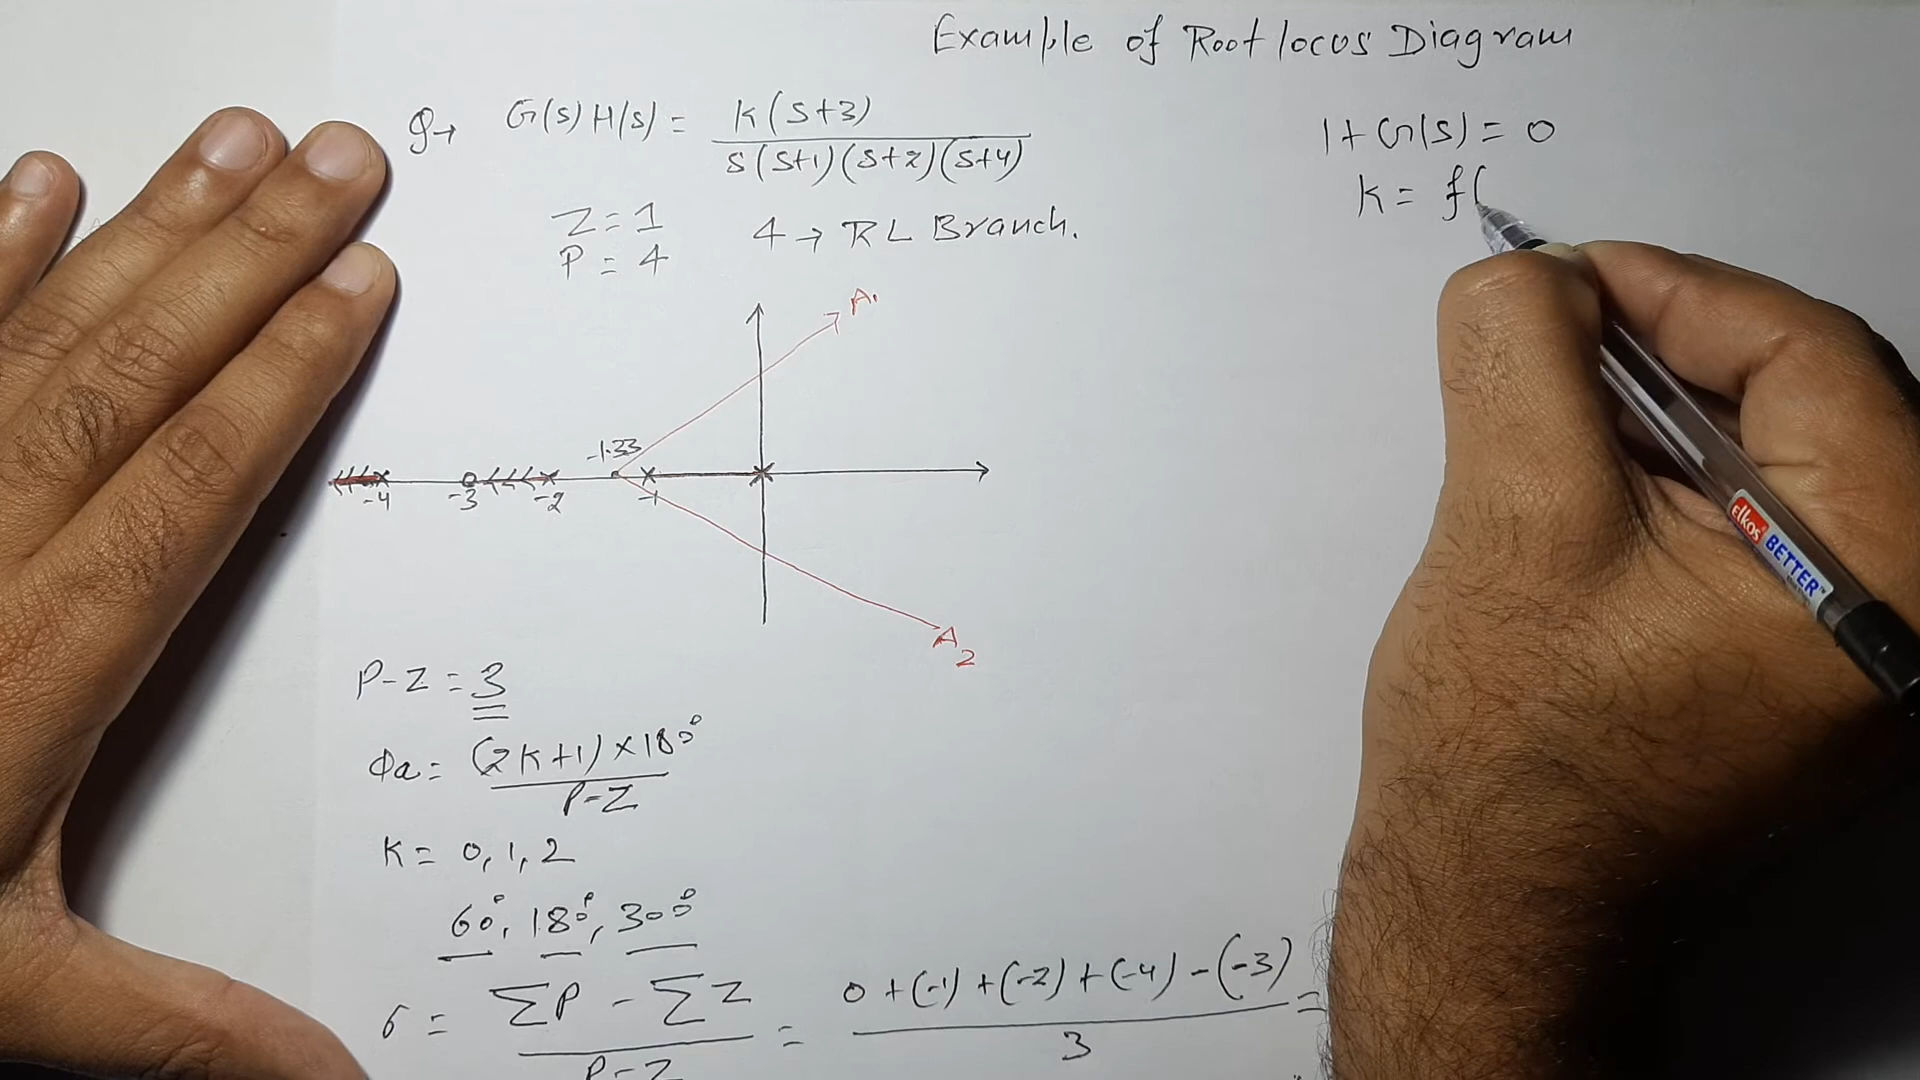 Example of Root locus Diagram
Q→ G(s) H(s) = K(s+3) / s(s+1)(s+2)(s+4)
1+G(s) = 0
K = f(
Z = 1
P = 4
4 → RL Branch.
A1
-1.33
-4 -3 -2 -1
A2
P-Z = 3
Φa = (2K+1)×180° / P-Z
K = 0, 1, 2
60°, 180°, 300°
σ = ΣP - ΣZ / P-Z = 0+(-1)+(-2)+(-4)-(-3) / 3 =
elkos BETTER™